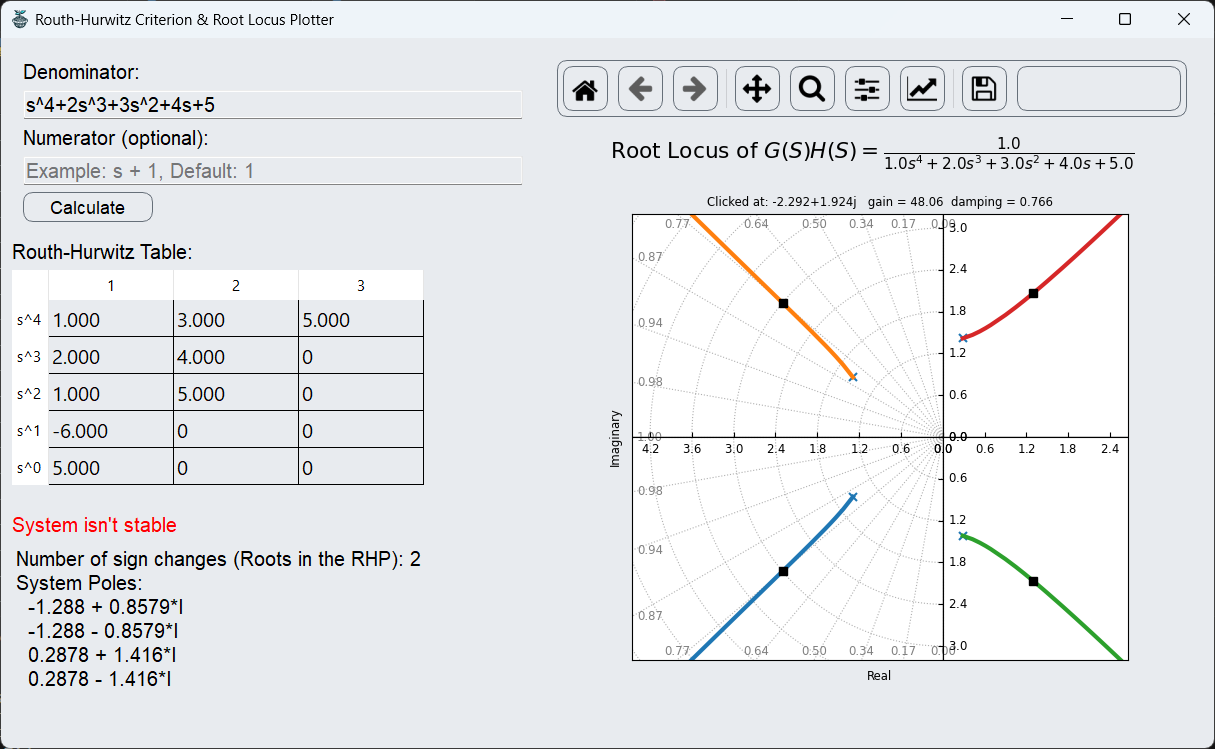 Routh-Hurwitz Criterion & Root Locus Plotter
Denominator:
s^4+2s^3+3s^2+4s+5
Numerator (optional):
Example: s + 1, Default: 1
Calculate
Routh-Hurwitz Table:
1 2 3
s^4 1.000 3.000 5.000
s^3 2.000 4.000 0
s^2 1.000 5.000 0
s^1 -6.000 0 0
s^0 5.000 0 0
System isn't stable
Number of sign changes (Roots in the RHP): 2
System Poles:
-1.288 + 0.8579*I
-1.288 - 0.8579*I
0.2878 + 1.416*I
0.2878 - 1.416*I
Root Locus of G(S)H(S) = 1.0 / 1.0s⁴ + 2.0s³ + 3.0s² + 4.0s + 5.0
Clicked at: -2.292+1.924j gain = 48.06 damping = 0.766
0.77 0.64 0.50 0.34 0.17 0.00 3.0
0.87
2.4
0.94 1.8
1.2
0.98
0.6
1.00 0.0
4.2 3.6 3.0 2.4 1.8 1.2 0.6 0.0 0.6 1.2 1.8 2.4
0.6
0.98
1.2
0.94 1.8
2.4
0.87
0.77 0.64 0.50 0.34 0.17 0.00 3.0
Imaginary
Real